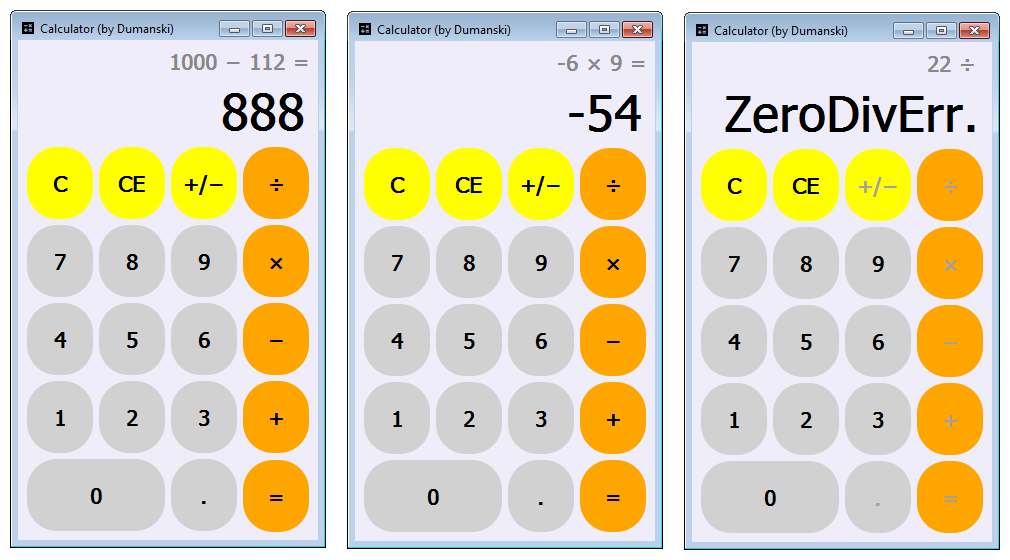 Calculator (by Dumanski)
1000 − 112 =
888
C CE +/− ÷
7 8 9 ×
4 5 6 −
1 2 3 +
0 . =
Calculator (by Dumanski)
-6 × 9 =
-54
C CE +/− ÷
7 8 9 ×
4 5 6 −
1 2 3 +
0 . =
Calculator (by Dumanski)
22 ÷
ZeroDivErr.
C CE +/− ÷
7 8 9 ×
4 5 6 −
1 2 3 +
0 . =